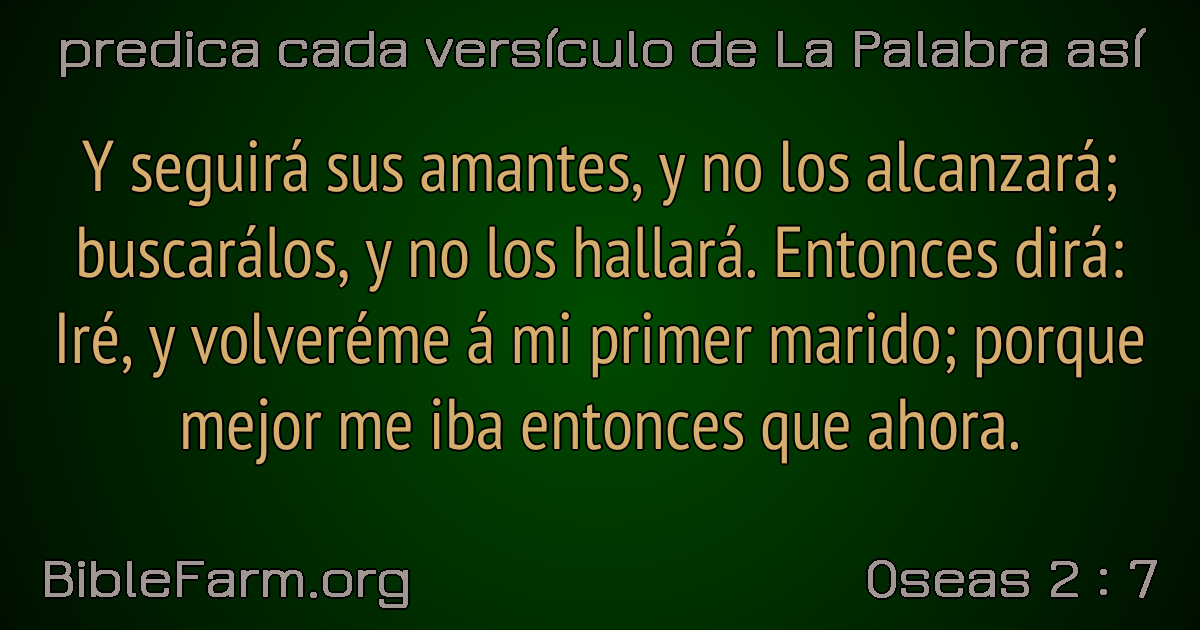 predica cada versículo de La Palabra así
Y seguirá sus amantes, y no los alcanzará;
buscarálos, y no los hallará. Entonces dirá:
Iré, y volveréme á mi primer marido; porque
mejor me iba entonces que ahora.
BibleFarm.org
Oseas 2 : 7